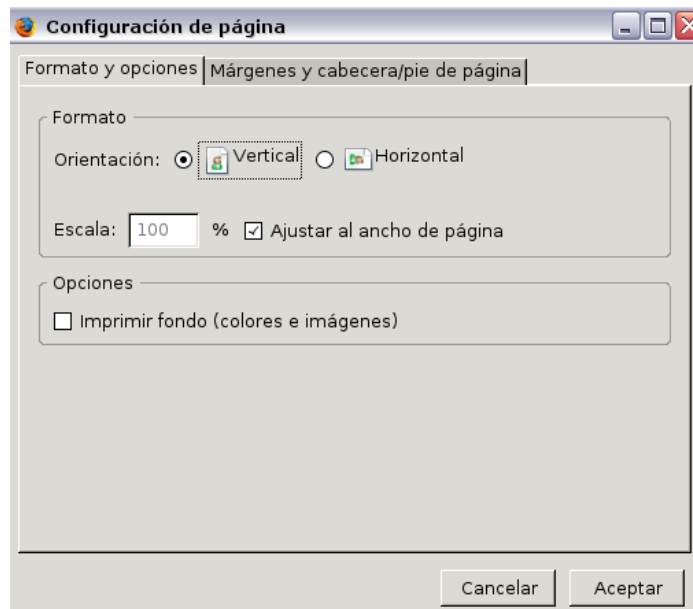 Configuración de página
Formato y opciones Márgenes y cabecera/pie de página
Formato
Orientación: Vertical Horizontal
Escala: 100 % Ajustar al ancho de página
Opciones
Imprimir fondo (colores e imágenes)
Cancelar Aceptar